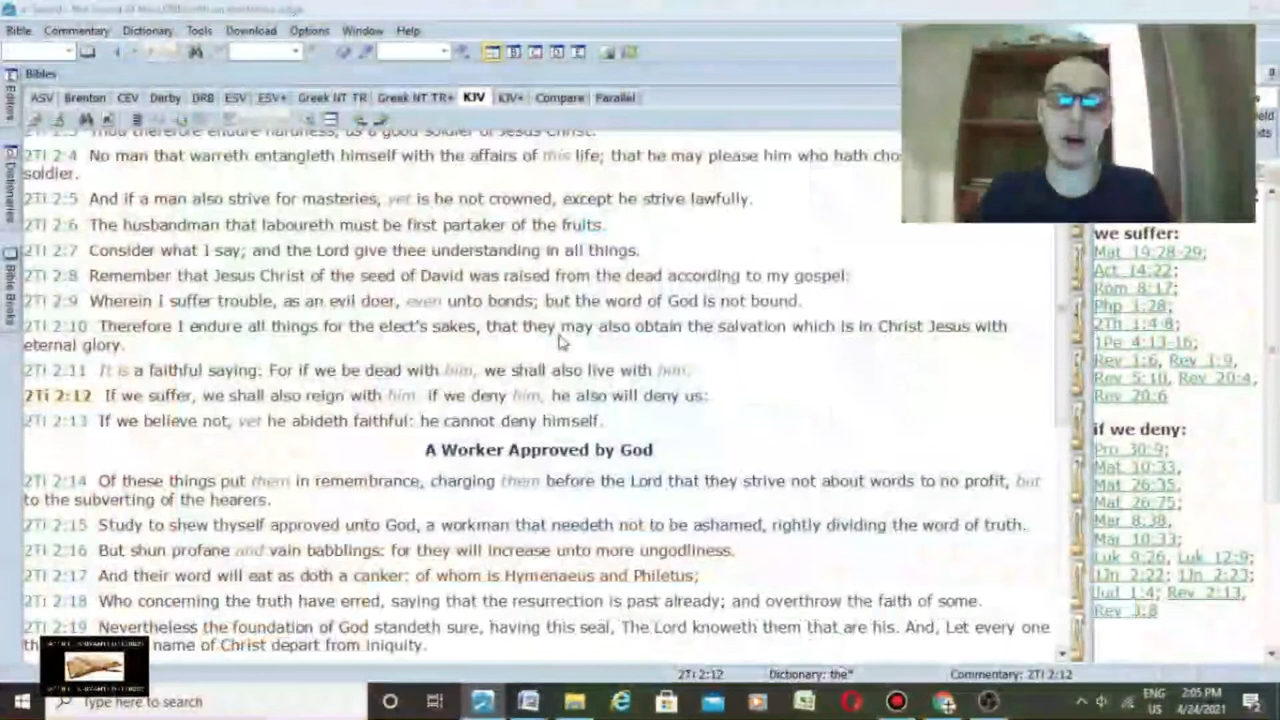 Bible Commentary Dictionary Tools Download Options Window Help
Bibles
ASV Brenton CEV Derby DRB ESV ESV+ Greek NT TR Greek NT TR+ KJV KJV+ Compare Parallel
Editors
Dictionaries
Bible Books
2Ti 2:3 Thou therefore endure hardness, as a good soldier of Jesus Christ.
2Ti 2:4 No man that warreth entangleth himself with the affairs of this life; that he may please him who hath
soldier.
2Ti 2:5 And if a man also strive for masteries, yet is he not crowned, except he strive lawfully.
2Ti 2:6 The husbandman that laboureth must be first partaker of the fruits.
2Ti 2:7 Consider what I say; and the Lord give thee understanding in all things.
2Ti 2:8 Remember that Jesus Christ of the seed of David was raised from the dead according to my gospel:
2Ti 2:9 Wherein I suffer trouble, as an evil doer, even unto bonds; but the word of God is not bound.
2Ti 2:10 Therefore I endure all things for the elect's sakes, that they may also obtain the salvation which is in Christ Jesus with
eternal glory.
2Ti 2:11 It is a faithful saying: For if we be dead with him, we shall also live with him:
2Ti 2:12 If we suffer, we shall also reign with him: if we deny him, he also will deny us:
2Ti 2:13 If we believe not, yet he abideth faithful: he cannot deny himself.
A Worker Approved by God
2Ti 2:14 Of these things put them in remembrance, charging them before the Lord that they strive not about words to no profit, but
to the subverting of the hearers.
2Ti 2:15 Study to shew thyself approved unto God, a workman that needeth not to be ashamed, rightly dividing the word of truth.
2Ti 2:16 But shun profane and vain babblings: for they will increase unto more ungodliness.
2Ti 2:17 And their word will eat as doth a canker: of whom is Hymenaeus and Philetus;
2Ti 2:18 Who concerning the truth have erred, saying that the resurrection is past already; and overthrow the faith of some.
2Ti 2:19 Nevertheless the foundation of God standeth sure, having this seal, The Lord knoweth them that are his. And, Let every one
name of Christ depart from iniquity.
we suffer:
Mat 19:28-29;
Act 14:22;
Rom 8:17;
Php 1:28;
2Th 1:4-8;
1Pe 4:13-16;
Rev 1:6, Rev 1:9,
Rev 5:10, Rev 20:4,
Rev 20:6
if we deny:
Pro 30:9;
Mat 10:33,
Mat 26:35,
Mat 26:75;
Mar 8:38,
Mar 10:33;
Luk 9:26, Luk 12:9;
1Jn 2:22; 1Jn 2:23;
Jud 1:4; Rev 2:13,
Rev 3:8
2Ti 2:12 Dictionary: the* Commentary: 2Ti 2:12
Type here to search
ENG
US
2:05 PM
4/24/2021